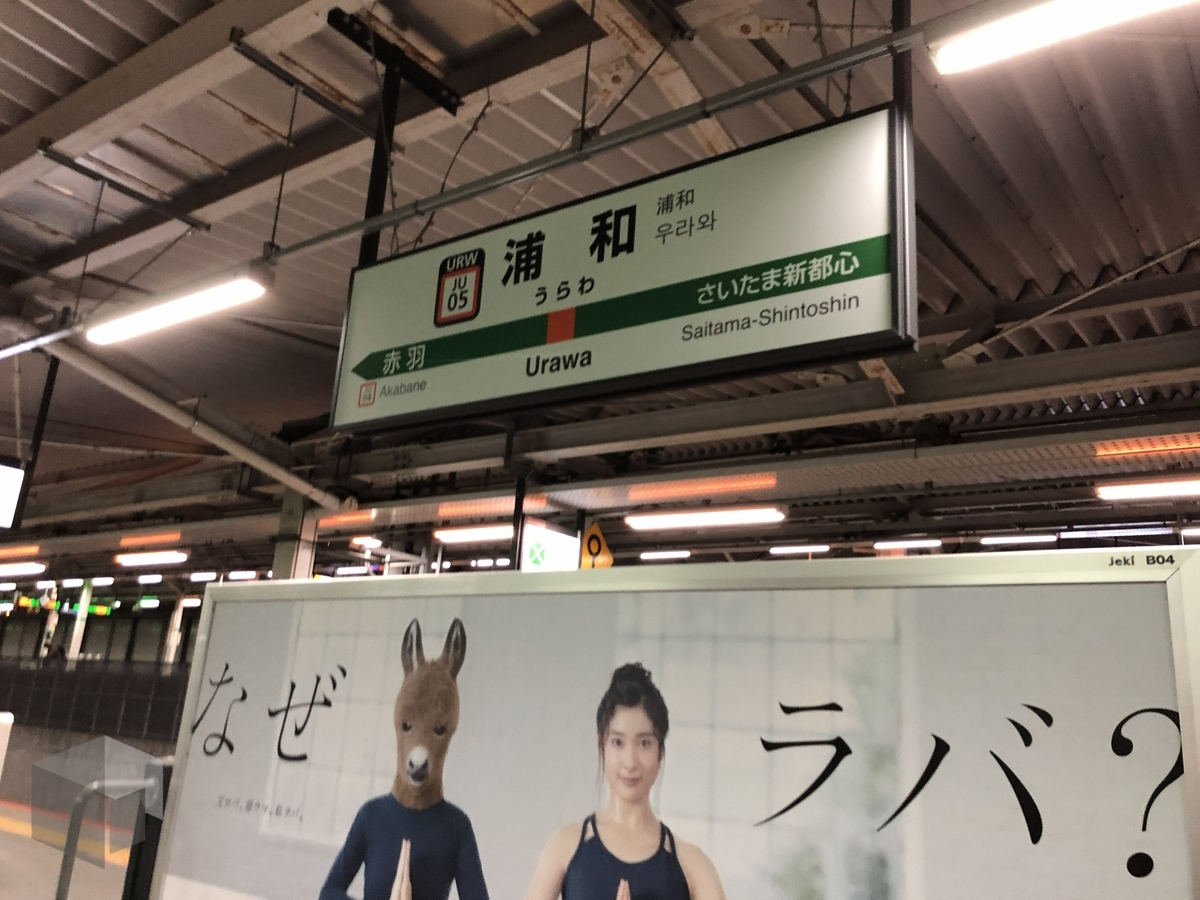 URW
JU
05
浦和
うらわ
浦和
우라와
赤羽
Akabane
Urawa
さいたま新都心
Saitama-Shintoshin
Jeki B04
なぜ
ラバ?